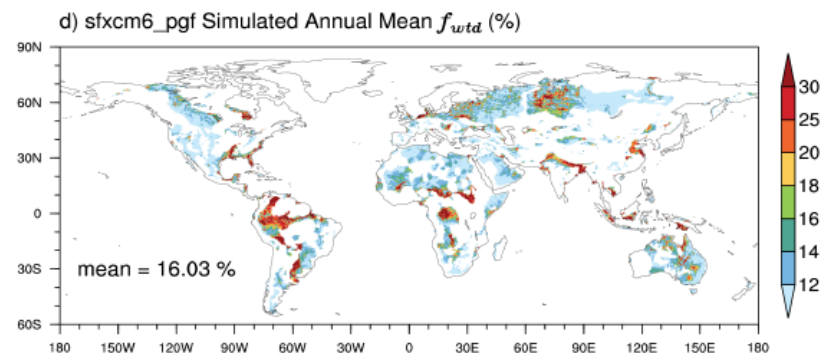 d) sfxcm6_pgf Simulated Annual Mean f_wtd (%)
90N
60N
30N
0
30S
60S
mean = 16.03 %
180 150W 120W 90W 60W 30W 0 30E 60E 90E 120E 150E 180
30
25
20
18
16
14
12